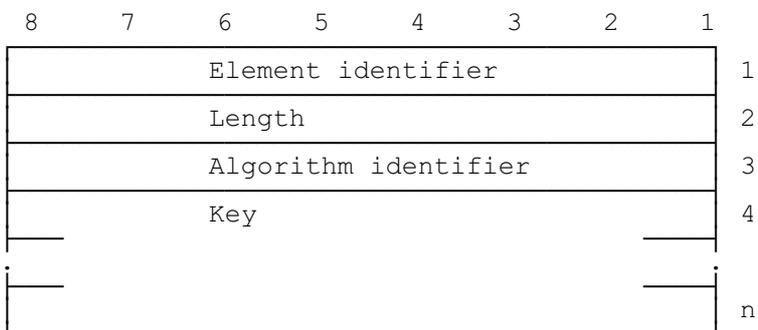 8 7 6 5 4 3 2 1
Element identifier 1
Length 2
Algorithm identifier 3
Key 4
n